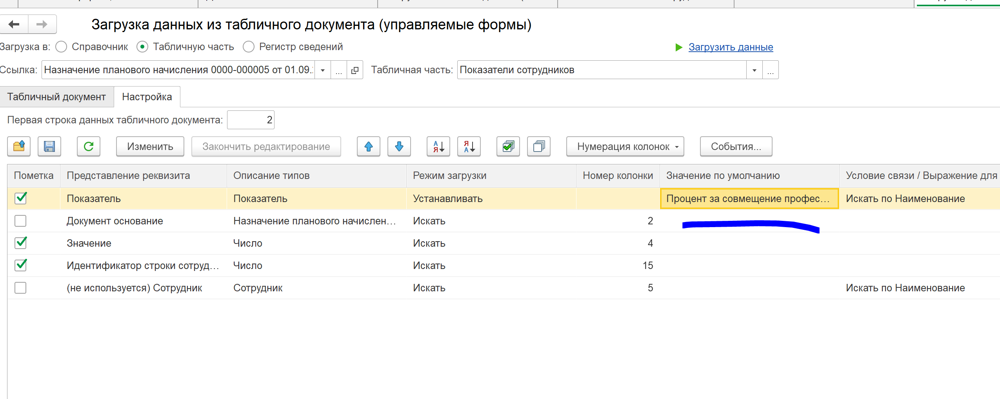 Загрузка данных из табличного документа (управляемые формы)
Загрузка в: Справочник Табличную часть Регистр сведений Загрузить данные
Ссылка: Назначение планового начисления 0000-000005 от 01.09. ... Табличная часть: Показатели сотрудников ...
Табличный документ Настройка
Первая строка данных табличного документа: 2
Изменить Закончить редактирование Нумерация колонок События...
Пометка Представление реквизита Описание типов Режим загрузки Номер колонки Значение по умолчанию Условие связи / Выражение для
Показатель Показатель Устанавливать Процент за совмещение професс... Искать по Наименование
Документ основание Назначение планового начислен... Искать 2
Значение Число Искать 4
Идентификатор строки сотруд... Число Искать 15
(не используется) Сотрудник Сотрудник Искать 5 Искать по Наименование